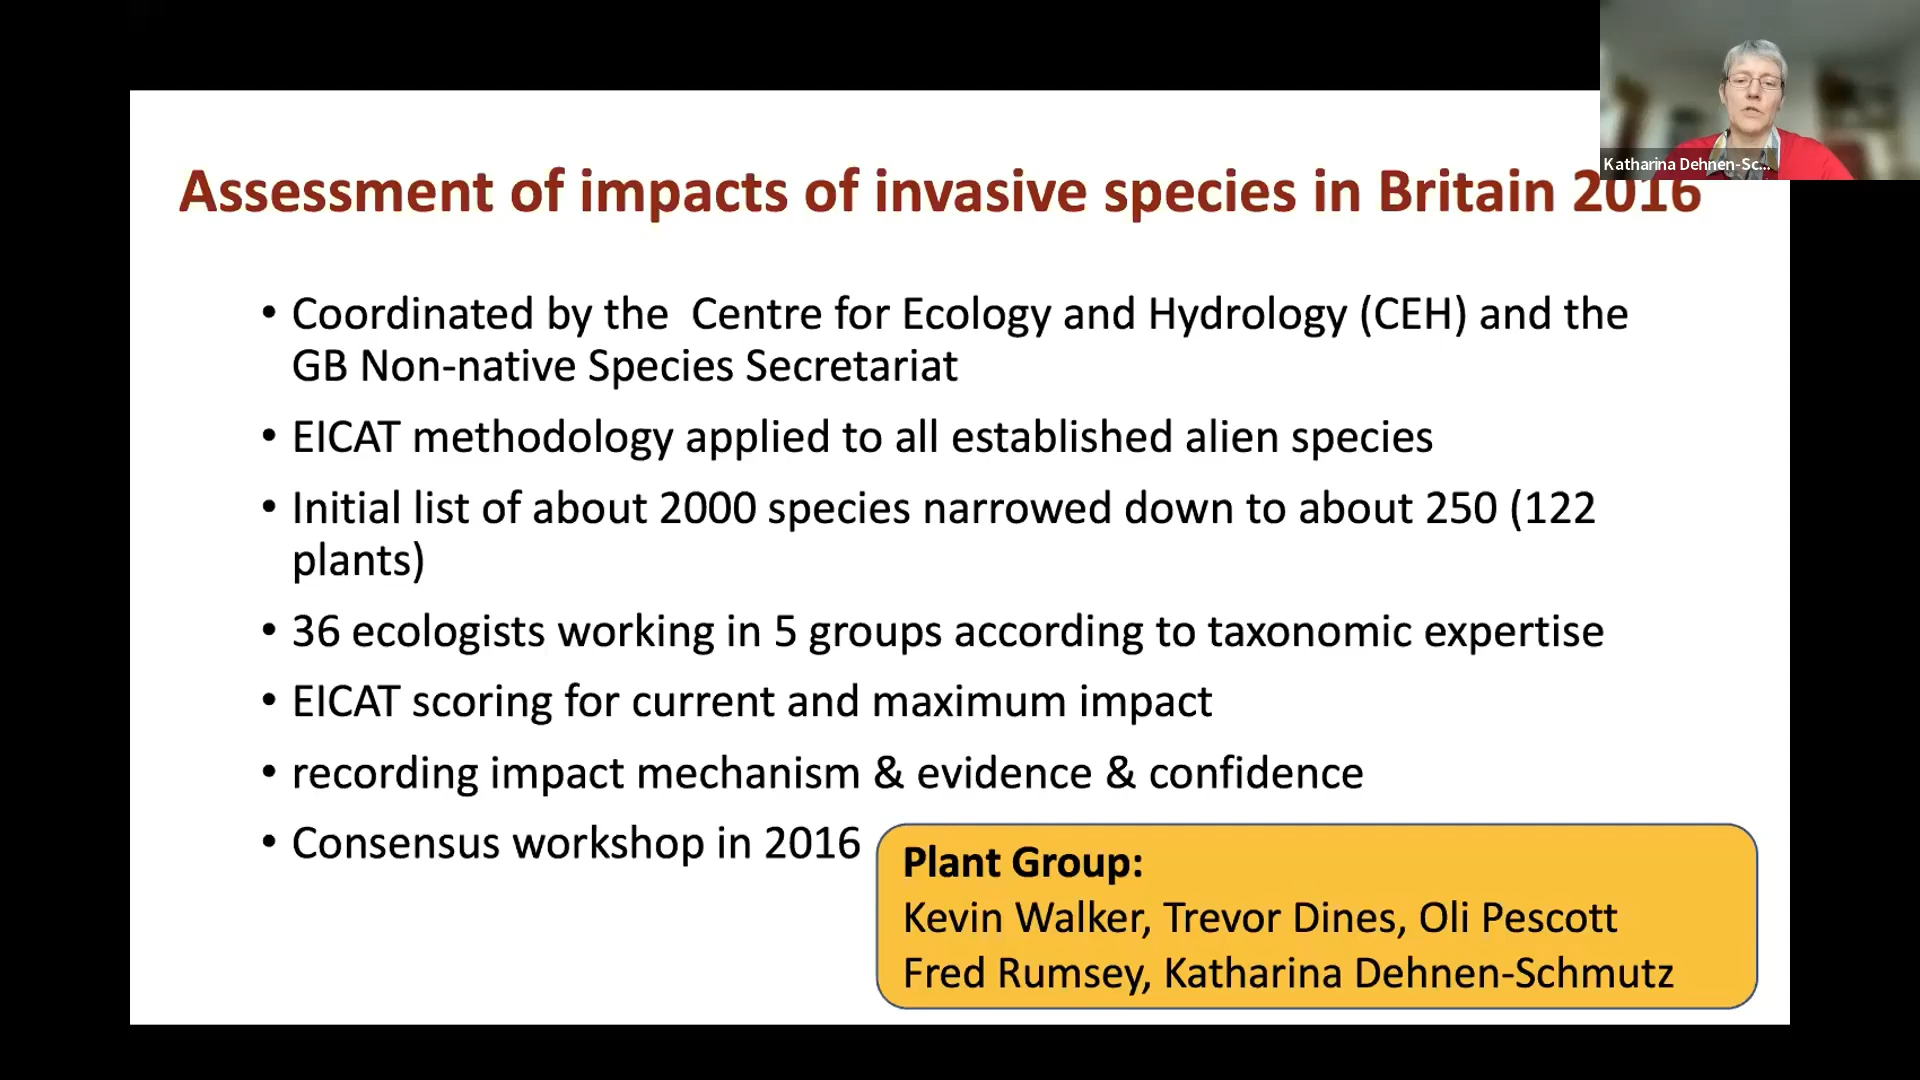 Katharina Dehnen-Sc...
Assessment of impacts of invasive species in Britain 2016
• Coordinated by the Centre for Ecology and Hydrology (CEH) and the
GB Non-native Species Secretariat
• EICAT methodology applied to all established alien species
• Initial list of about 2000 species narrowed down to about 250 (122
plants)
• 36 ecologists working in 5 groups according to taxonomic expertise
• EICAT scoring for current and maximum impact
• recording impact mechanism & evidence & confidence
• Consensus workshop in 2016
Plant Group:
Kevin Walker, Trevor Dines, Oli Pescott
Fred Rumsey, Katharina Dehnen-Schmutz